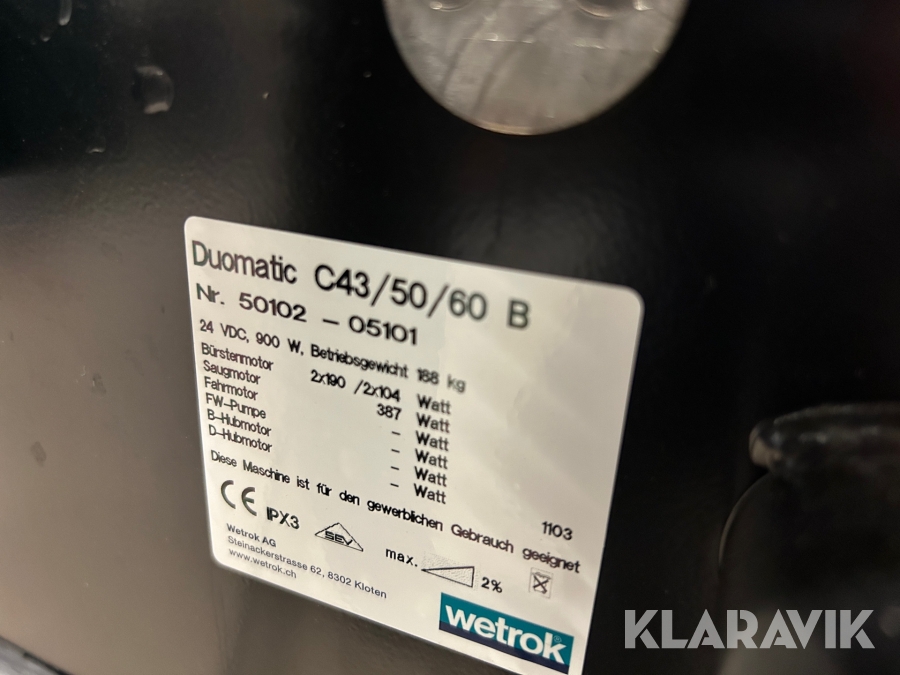 Duomatic C43/50/60 B
Nr. 50102 - 05101
24 VDC, 900 W, Betriebsgewicht 188 kg
Bürstenmotor 2x190 /2x104 Watt
Saugmotor 387 Watt
Fahrmotor - Watt
FW-Pumpe - Watt
B-Hubmotor - Watt
D-Hubmotor - Watt
Diese Maschine ist für den gewerblichen Gebrauch geeignet
1103
CE IPX3 SEV max. 2%
Wetrok AG
Steinackerstrasse 62, 8302 Kloten
www.wetrok.ch
wetrok®
KLARAVIK